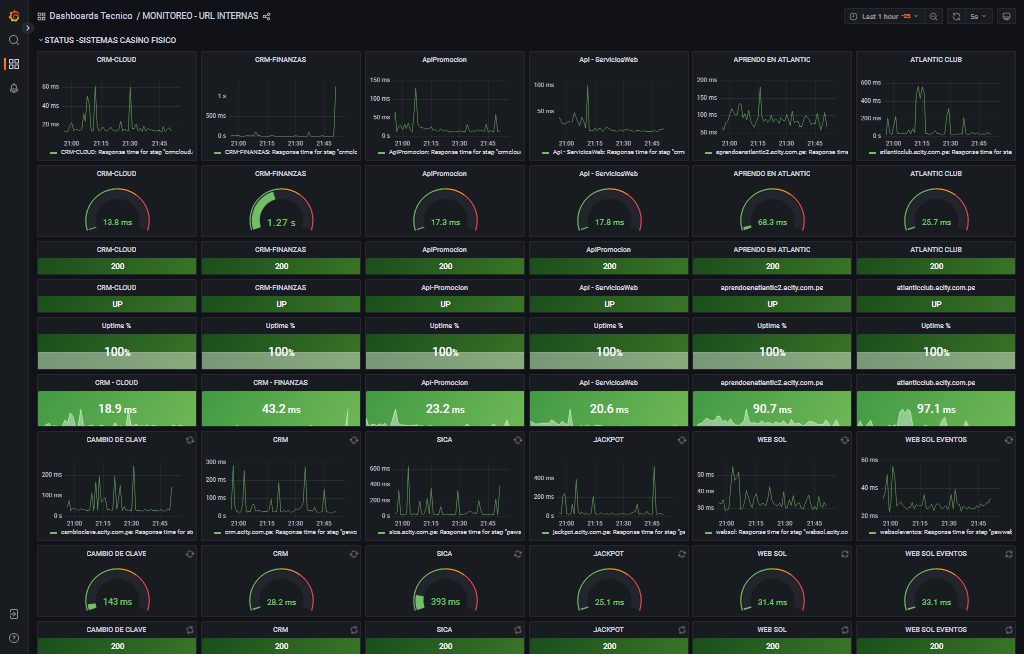 Dashboards Tecnico / MONITOREO - URL INTERNAS
Last 1 hour -05
5s
STATUS -SISTEMAS CASINO FISICO
CRM-CLOUD
60 ms
40 ms
20 ms
21:00 21:15 21:30 21:45
CRM-CLOUD: Response time for step "crmcloud.
CRM-FINANZAS
1 s
500 ms
0 s
21:00 21:15 21:30 21:45
CRM-FINANZAS: Response time for step "crmclc
ApiPromocion
150 ms
100 ms
50 ms
0 s
21:00 21:15 21:30 21:45
ApiPromocion: Response time for step "crmclou
Api - ServiciosWeb
100 ms
50 ms
0 s
21:00 21:15 21:30 21:45
Api - ServiciosWeb: Response time for step "crm
APRENDO EN ATLANTIC
200 ms
150 ms
100 ms
50 ms
21:00 21:15 21:30 21:45
aprendoenatlantic2.acity.com.pe: Response time
ATLANTIC CLUB
600 ms
400 ms
200 ms
0 s
21:00 21:15 21:30 21:45
atlanticclub.acity.com.pe: Response time for sta
CRM-CLOUD
13.8 ms
CRM-FINANZAS
1.27 s
ApiPromocion
17.3 ms
Api - ServiciosWeb
17.8 ms
APRENDO EN ATLANTIC
68.3 ms
ATLANTIC CLUB
25.7 ms
CRM-CLOUD
200
CRM-FINANZAS
200
ApiPromocion
200
ApiPromocion
200
APRENDO EN ATLANTIC
200
ATLANTIC CLUB
200
CRM-CLOUD
UP
CRM-FINANZAS
UP
Api-Promocion
UP
Api - ServiciosWeb
UP
aprendoenatlantic2.acity.com.pe
UP
atlanticclub.acity.com.pe
UP
Uptime %
100%
Uptime %
100%
Uptime %
100%
Uptime %
100%
Uptime %
100%
Uptime %
100%
CRM - CLOUD
18.9 ms
CRM - FINANZAS
43.2 ms
Api-Promocion
23.2 ms
Api - ServiciosWeb
20.6 ms
aprendoenatlantic2.acity.com.pe
90.7 ms
atlanticclub.acity.com.pe
97.1 ms
CAMBIO DE CLAVE
200 ms
100 ms
0 s
21:00 21:15 21:30 21:45
cambioclave.acity.com.pe: Response time for st
CRM
300 ms
200 ms
100 ms
0 s
21:00 21:15 21:30 21:45
crm.acity.com.pe: Response time for step "pewc
SICA
600 ms
400 ms
200 ms
0 s
21:00 21:15 21:30 21:45
sica.acity.com.pe: Response time for step "pews
JACKPOT
400 ms
200 ms
0 s
21:00 21:15 21:30 21:45
jackpot.acity.com.pe: Response time for step "ps
WEB SOL
50 ms
40 ms
30 ms
21:00 21:15 21:30 21:45
websol: Response time for step "websol.acity.co
WEB SOL EVENTOS
60 ms
40 ms
20 ms
21:00 21:15 21:30 21:45
websoleventos: Response time for step "pewweb
CAMBIO DE CLAVE
143 ms
CRM
28.2 ms
SICA
393 ms
JACKPOT
25.1 ms
WEB SOL
31.4 ms
WEB SOL EVENTOS
33.1 ms
CAMBIO DE CLAVE
200
CRM
200
SICA
200
JACKPOT
200
WEB SOL
200
WEB SOL EVENTOS
200